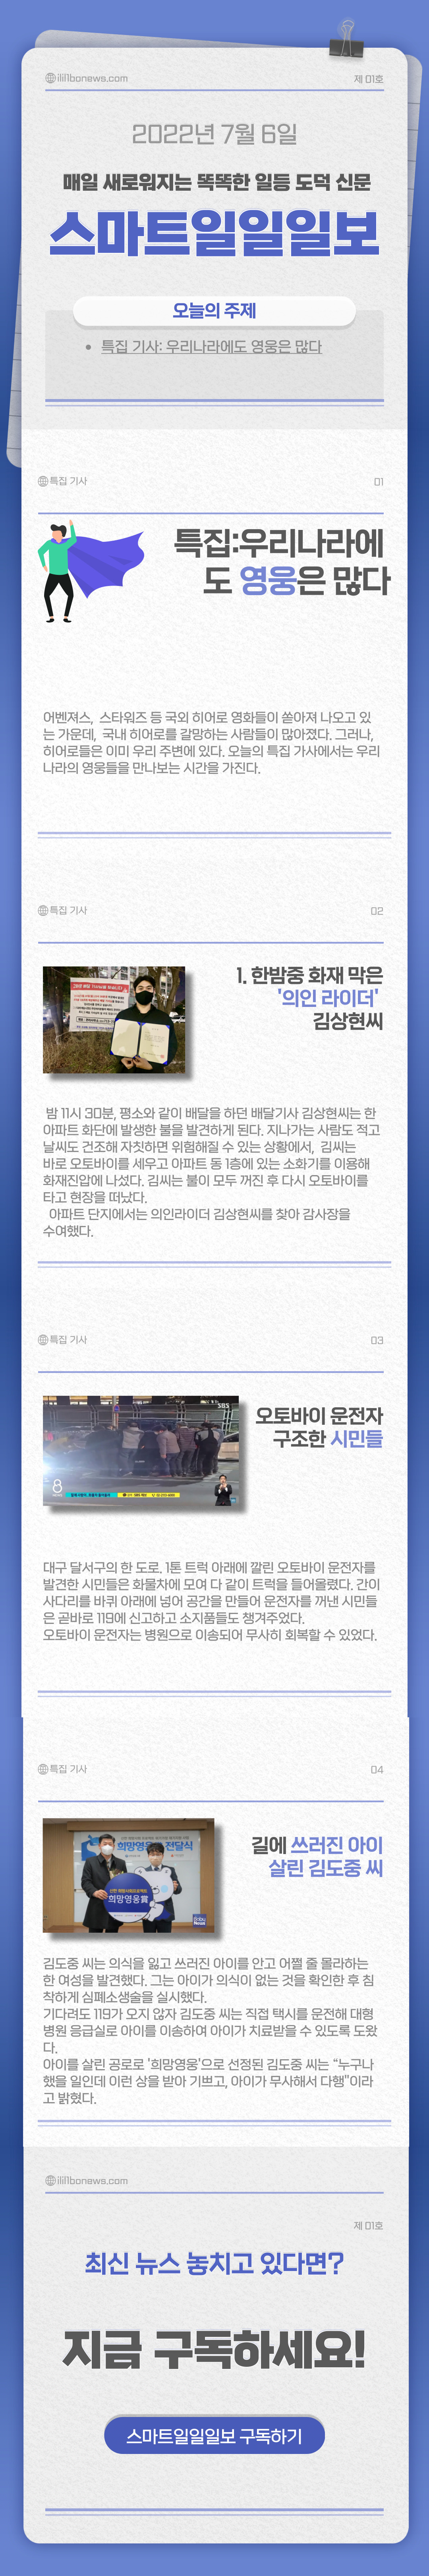 ilil1bonews.com
제 01호
2022년 7월 6일
매일 새로워지는 똑똑한 일등 도덕 신문
스마트일일일보
오늘의 주제
• 특집 기사: 우리나라에도 영웅은 많다
특집 기사
01
특집:우리나라에
도 영웅은 많다
어벤져스, 스타워즈 등 국외 히어로 영화들이 쏟아져 나오고 있
는 가운데, 국내 히어로를 갈망하는 사람들이 많아졌다. 그러나,
히어로들은 이미 우리 주변에 있다. 오늘의 특집 기사에서는 우리
나라의 영웅들을 만나보는 시간을 가진다.
특집 기사
02
1. 한밤중 화재 막은
'의인 라이더'
김상현씨
밤 11시 30분, 평소와 같이 배달을 하던 배달기사 김상현씨는 한
아파트 화단에 발생한 불을 발견하게 된다. 지나가는 사람도 적고
날씨도 건조해 자칫하면 위험해질 수 있는 상황에서, 김씨는
바로 오토바이를 세우고 아파트 동 1층에 있는 소화기를 이용해
화재진압에 나섰다. 김씨는 불이 모두 꺼진 후 다시 오토바이를
타고 현장을 떠났다.
아파트 단지에서는 의인라이더 김상현씨를 찾아 감사장을
수여했다.
특집 기사
03
SBS
8
오토바이 운전자
구조한 시민들
대구 달서구의 한 도로. 1톤 트럭 아래에 깔린 오토바이 운전자를
발견한 시민들은 화물차에 모여 다 같이 트럭을 들어올렸다. 간이
사다리를 바퀴 아래에 넣어 공간을 만들어 운전자를 꺼낸 시민들
은 곧바로 119에 신고하고 소지품들도 챙겨주었다.
오토바이 운전자는 병원으로 이송되어 무사히 회복할 수 있었다.
특집 기사
04
희망영웅
전달식
희망영웅賞
길에 쓰러진 아이
살린 김도중 씨
김도중 씨는 의식을 잃고 쓰러진 아이를 안고 어쩔 줄 몰라하는
한 여성을 발견했다. 그는 아이가 의식이 없는 것을 확인한 후 침
착하게 심폐소생술을 실시했다.
기다려도 119가 오지 않자 김도중 씨는 직접 택시를 운전해 대형
병원 응급실로 아이를 이송하여 아이가 치료받을 수 있도록 도왔
다.
아이를 살린 공로로 '희망영웅'으로 선정된 김도중 씨는 “누구나
했을 일인데 이런 상을 받아 기쁘고, 아이가 무사해서 다행"이라
고 밝혔다.
ilil1bonews.com
제 01호
최신 뉴스 놓치고 있다면?
지금 구독하세요!
스마트일일일보 구독하기